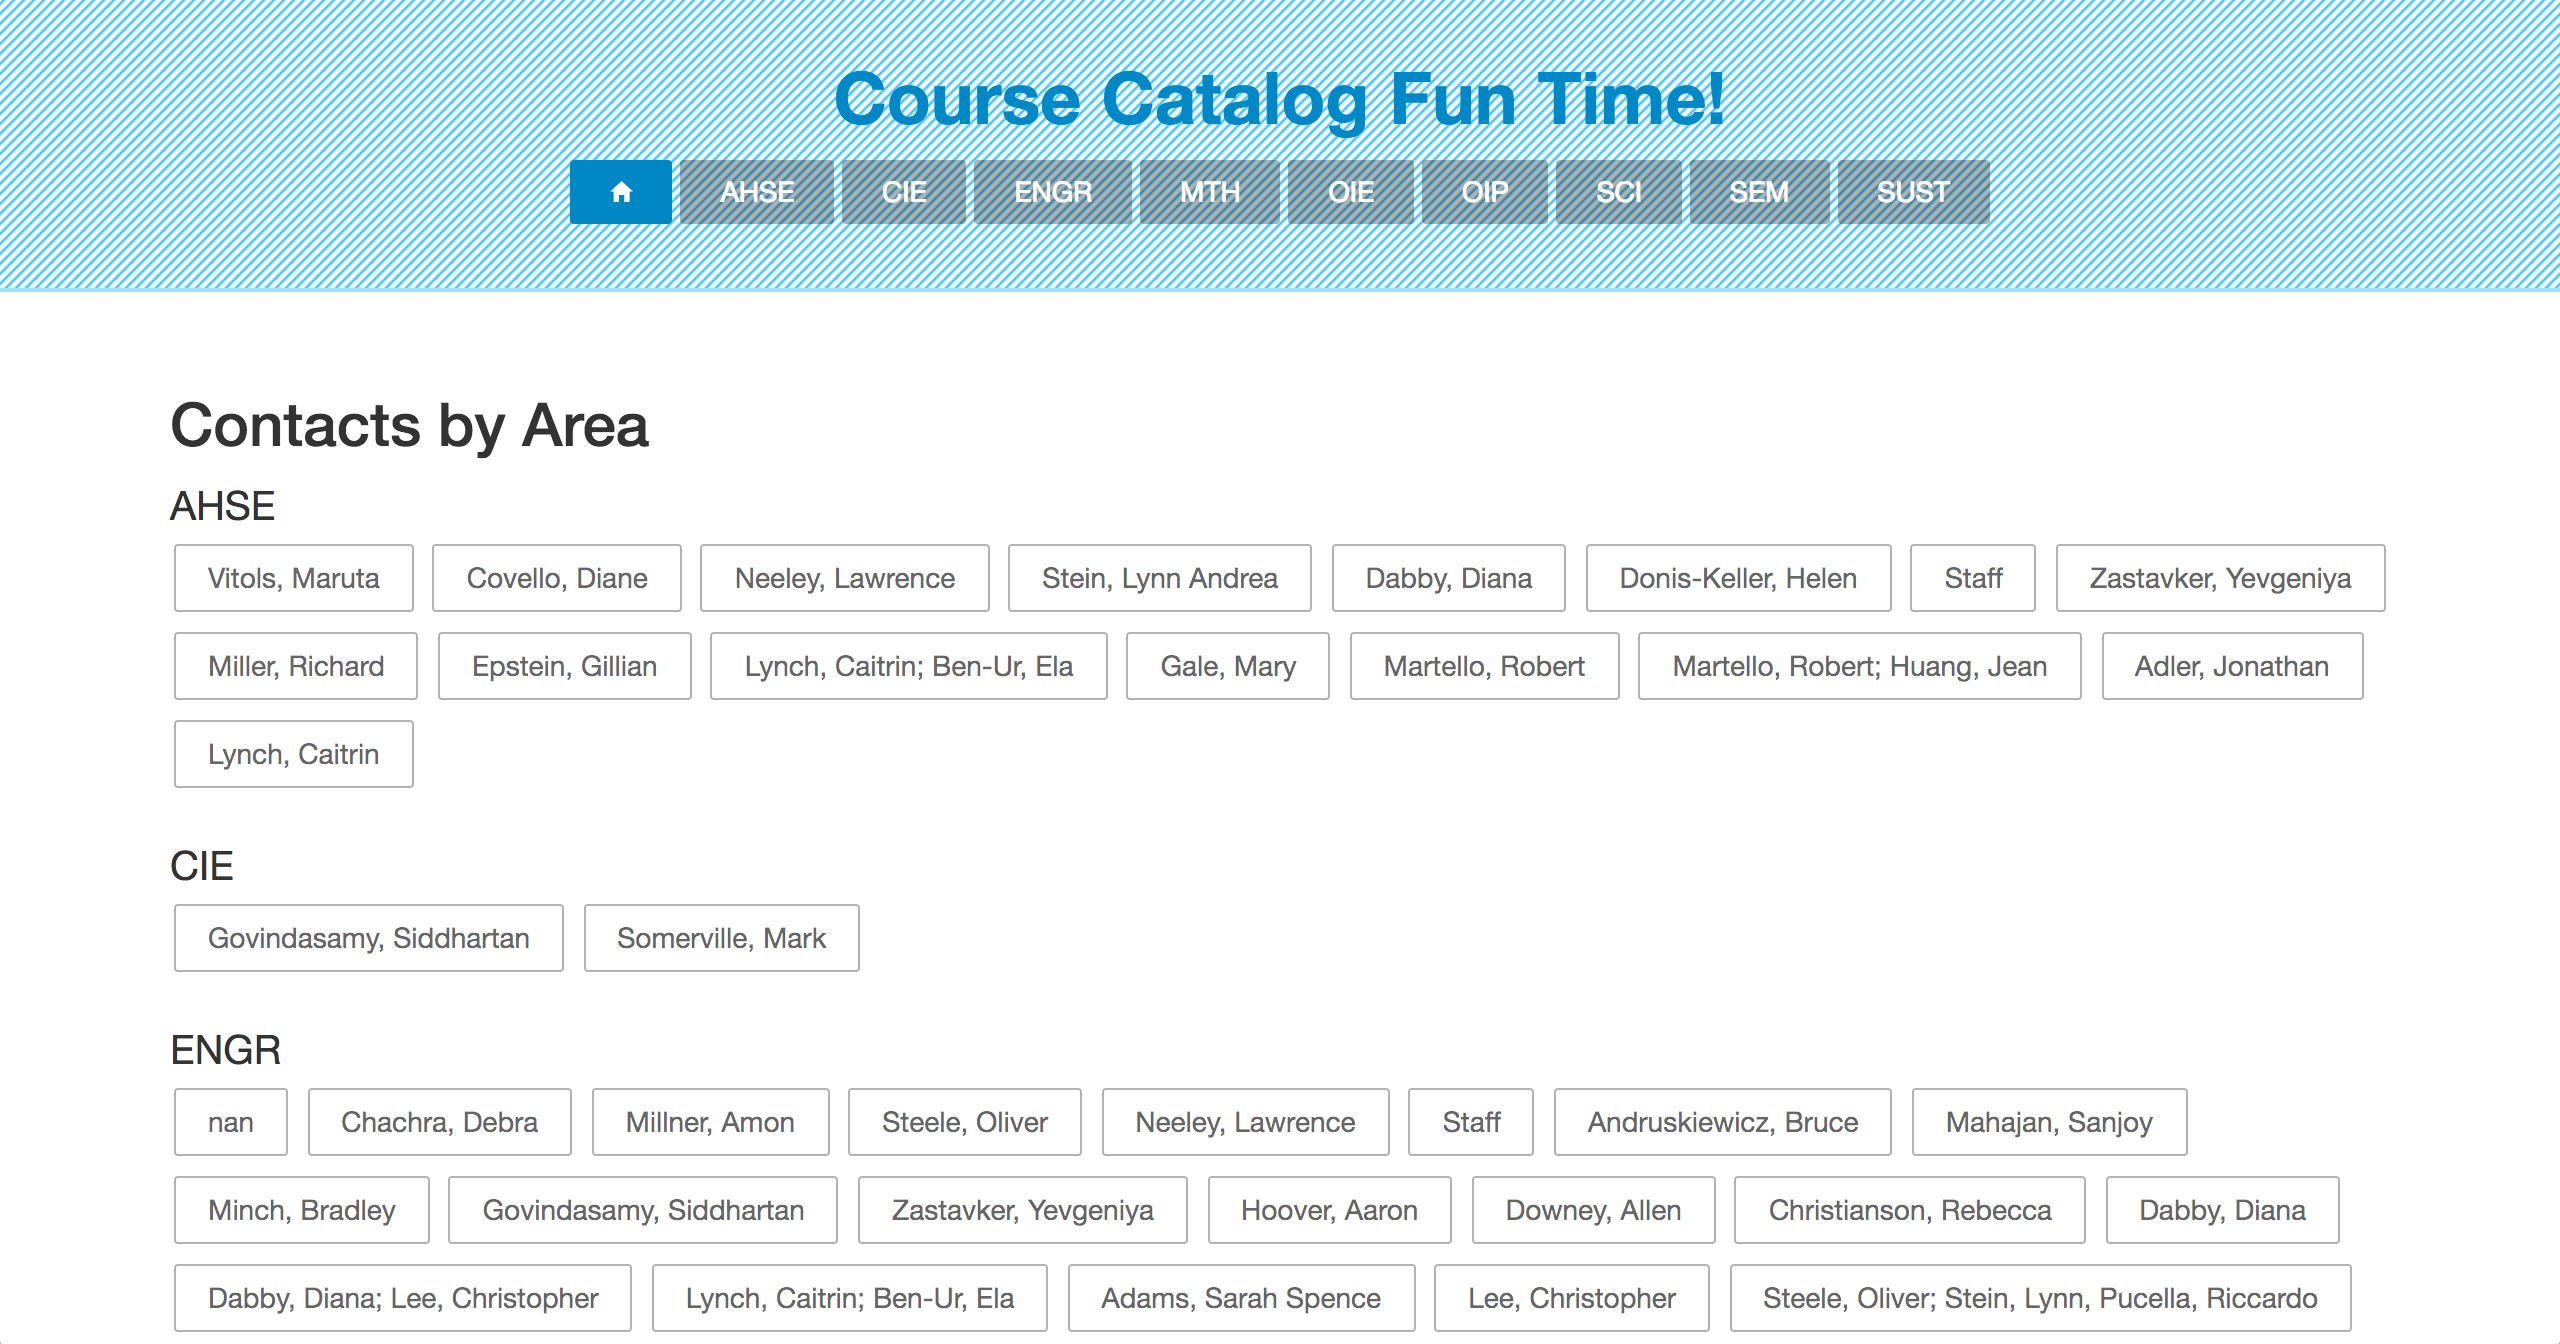 Course Catalog Fun Time!
AHSE CIE ENGR MTH OIE OIP SCI SEM SUST
Contacts by Area
AHSE
Vitols, Maruta Covello, Diane Neeley, Lawrence Stein, Lynn Andrea Dabby, Diana Donis-Keller, Helen Staff Zastavker, Yevgeniya
Miller, Richard Epstein, Gillian Lynch, Caitrin; Ben-Ur, Ela Gale, Mary Martello, Robert Martello, Robert; Huang, Jean Adler, Jonathan
Lynch, Caitrin
CIE
Govindasamy, Siddhartan Somerville, Mark
ENGR
nan Chachra, Debra Millner, Amon Steele, Oliver Neeley, Lawrence Staff Andruskiewicz, Bruce Mahajan, Sanjoy
Minch, Bradley Govindasamy, Siddhartan Zastavker, Yevgeniya Hoover, Aaron Downey, Allen Christianson, Rebecca Dabby, Diana
Dabby, Diana; Lee, Christopher Lynch, Caitrin; Ben-Ur, Ela Adams, Sarah Spence Lee, Christopher Steele, Oliver; Stein, Lynn, Pucella, Riccardo